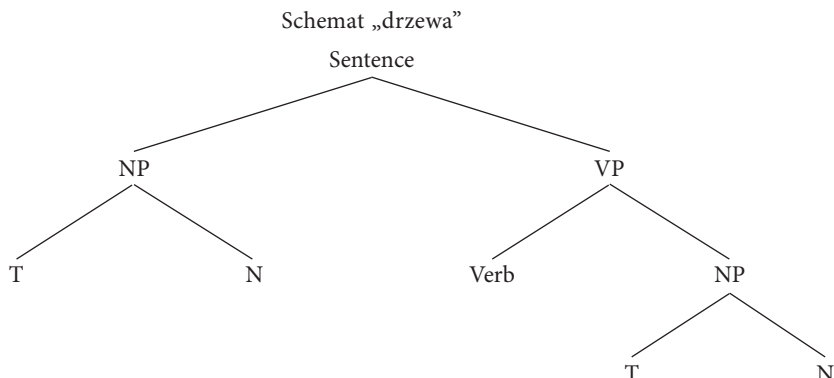 Schemat „drzewa”
Sentence
NP VP
T N Verb NP
T N